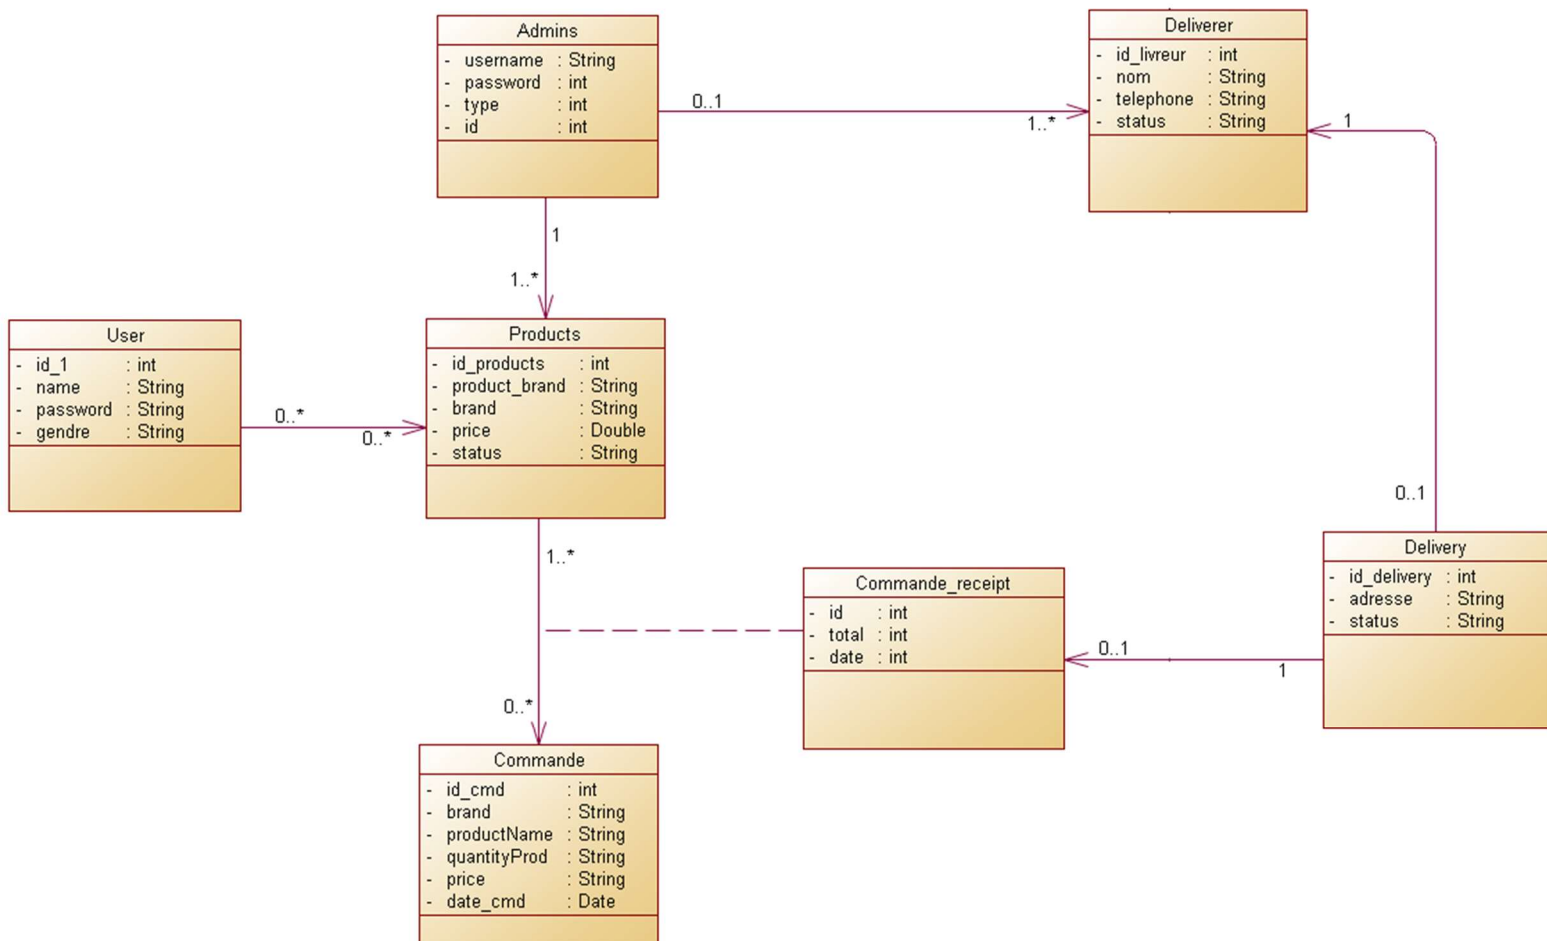 Admins
- username : String
- password : int
- type : int
- id : int
Deliverer
- id_livreur : int
- nom : String
- telephone : String
- status : String
0..1
1..*
1
1
1..*
User
- id_1 : int
- name : String
- password : String
- gendre : String
Products
- id_products : int
- product_brand : String
- brand : String
- price : Double
- status : String
0..*
0..*
0..1
1..*
Commande_receipt
- id : int
- total : int
- date : int
Delivery
- id_delivery : int
- adresse : String
- status : String
0..1
1
0..*
Commande
- id_cmd : int
- brand : String
- productName : String
- quantityProd : String
- price : String
- date_cmd : Date